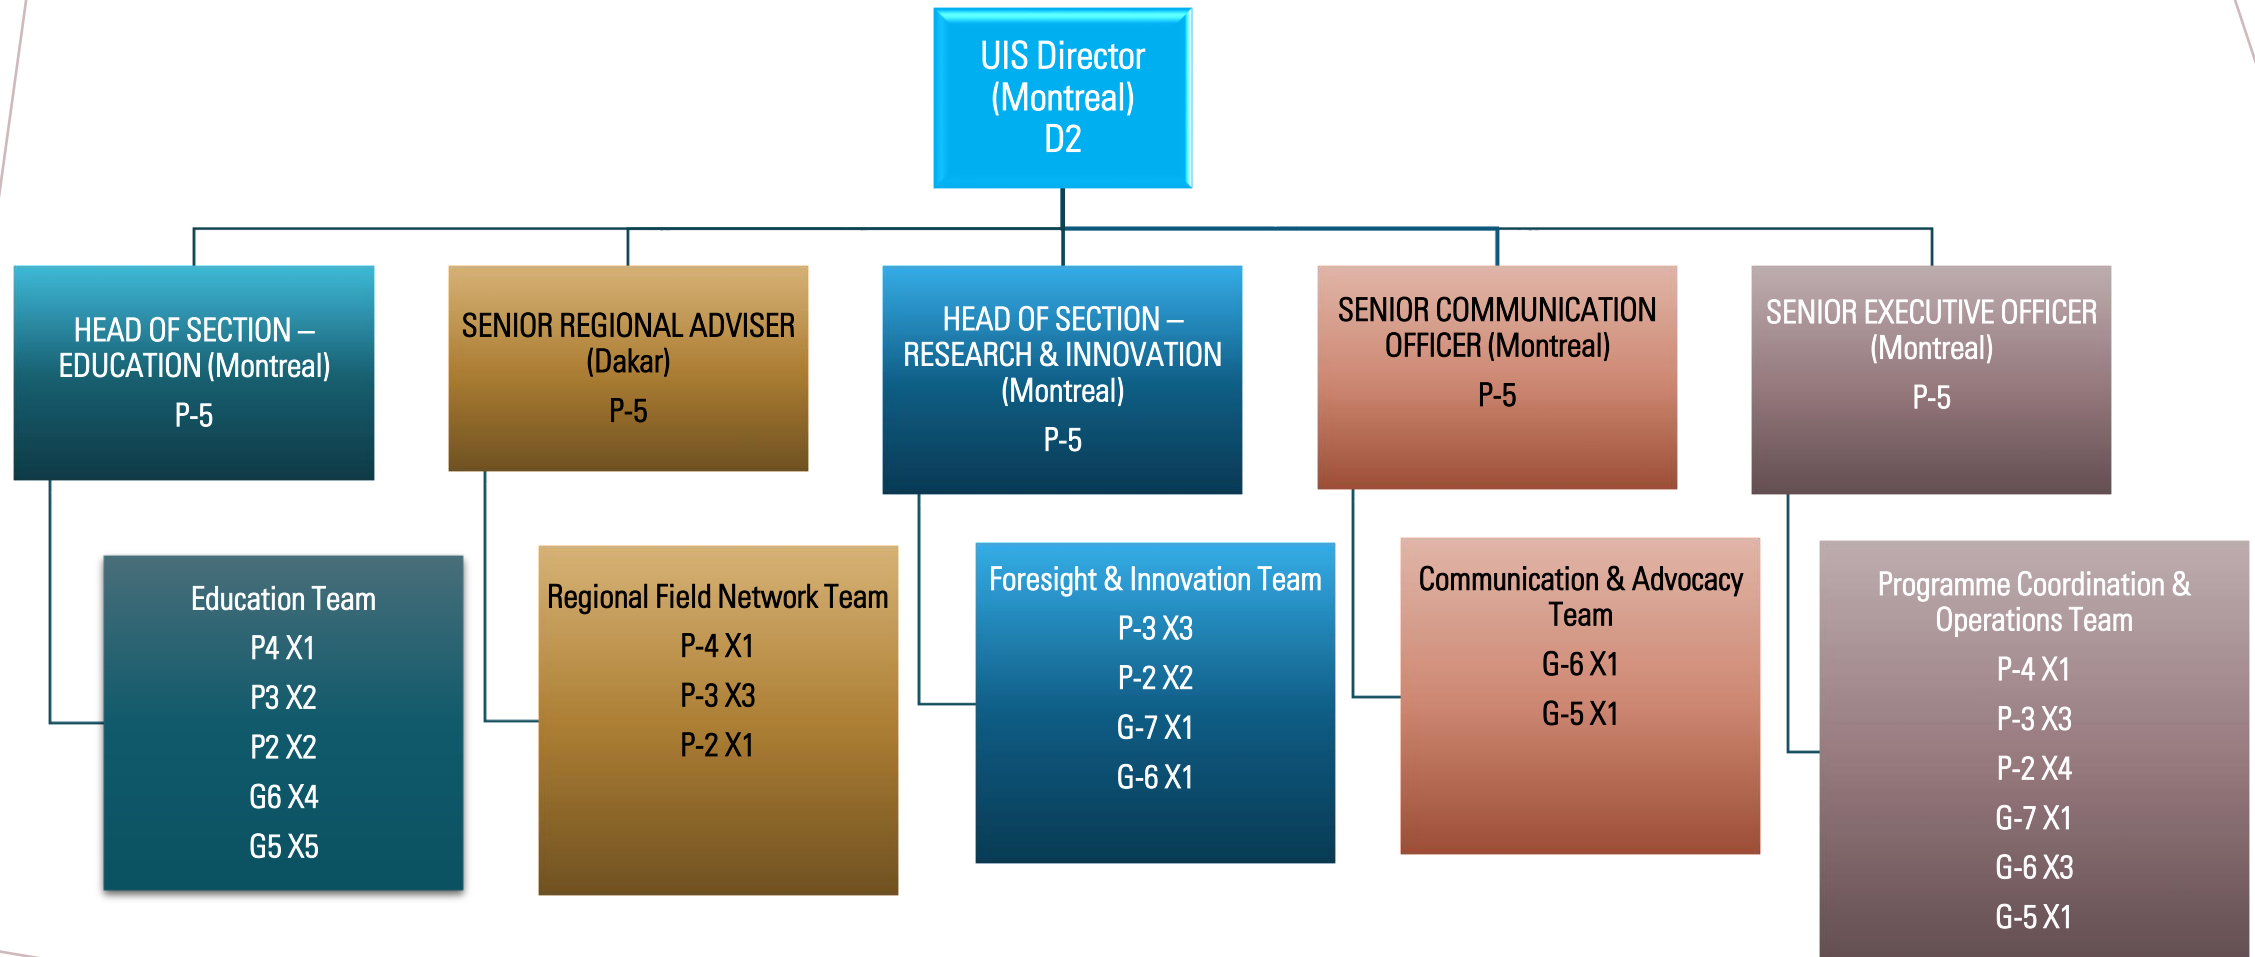 UIS Director
(Montreal)
D2
HEAD OF SECTION –
EDUCATION (Montreal)
P-5
SENIOR REGIONAL ADVISER
(Dakar)
P-5
HEAD OF SECTION –
RESEARCH & INNOVATION
(Montreal)
P-5
SENIOR COMMUNICATION
OFFICER (Montreal)
P-5
SENIOR EXECUTIVE OFFICER
(Montreal)
P-5
Education Team
P4 X1
P3 X2
P2 X2
G6 X4
G5 X5
Regional Field Network Team
P-4 X1
P-3 X3
P-2 X1
Foresight & Innovation Team
P-3 X3
P-2 X2
G-7 X1
G-6 X1
Communication & Advocacy
Team
G-6 X1
G-5 X1
Programme Coordination &
Operations Team
P-4 X1
P-3 X3
P-2 X4
G-7 X1
G-6 X3
G-5 X1